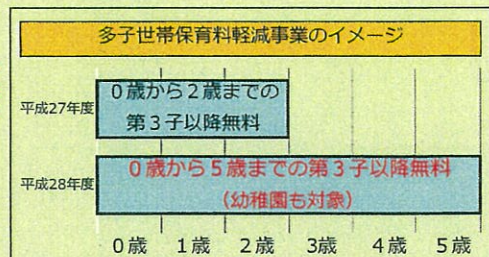 多子世帯保育料軽減事業のイメージ
平成27年度
0歳から2歳までの
第3子以降無料
平成28年度
0歳から5歳までの第3子以降無料
(幼稚園も対象)
0歳 1歳 2歳 3歳 4歳 5歳